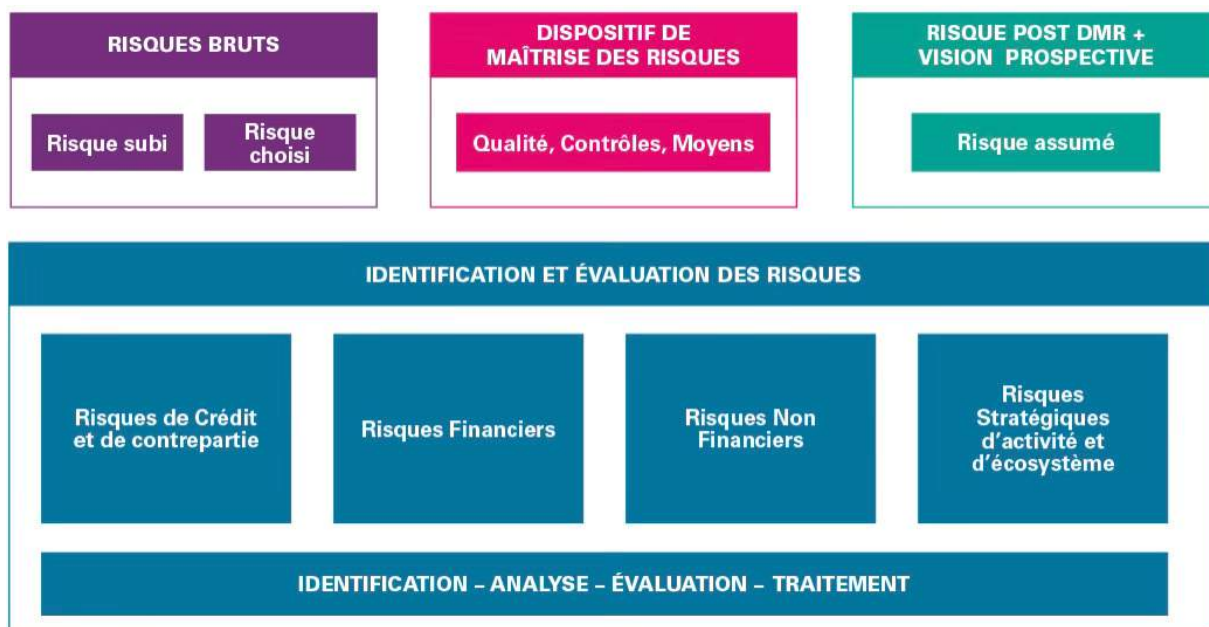 RISQUES BRUTS
Risque subi
Risque
choisi
DISPOSITIF DE
MAÎTRISE DES RISQUES
Qualité, Contrôles, Moyens
RISQUE POST DMR +
VISION PROSPECTIVE
Risque assumé
IDENTIFICATION ET ÉVALUATION DES RISQUES
Risques de Crédit
et de contrepartie
Risques Financiers
Risques Non
Financiers
Risques
Stratégiques
d’activité et
d’écosystème
IDENTIFICATION – ANALYSE – ÉVALUATION – TRAITEMENT